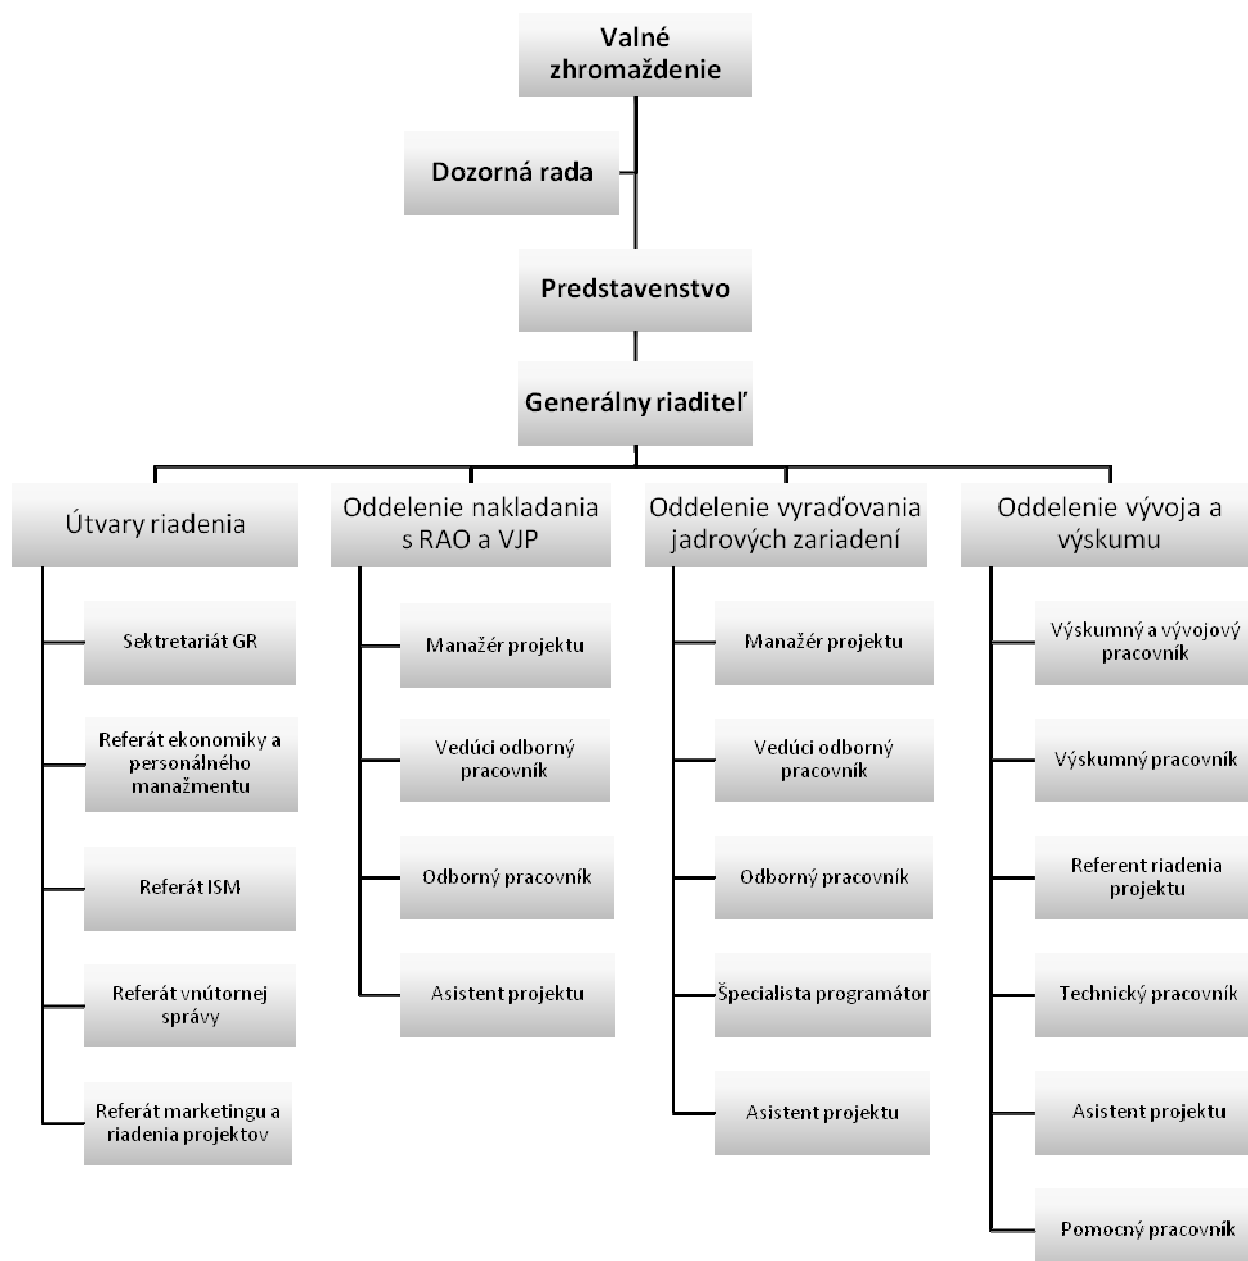 Valné
zhromaždenie
Dozorná rada
Predstavenstvo
Generálny riaditeľ
Útvary riadenia
Sektretariát GR
Referát ekonomiky a
personálného
manažmentu
Referát ISM
Referát vnútornej
správy
Referát marketingu a
riadenia projektov
Oddelenie nakladania
s RAO a VJP
Manažér projektu
Vedúci odborný
pracovník
Odborný pracovník
Asistent projektu
Oddelenie vyraďovania
jadrových zariadení
Manažér projektu
Vedúci odborný
pracovník
Odborný pracovník
Špecialista programátor
Asistent projektu
Oddelenie vývoja a
výskumu
Výskumný a vývojový
pracovník
Výskumný pracovník
Referent riadenia
projektu
Technický pracovník
Asistent projektu
Pomocný pracovník